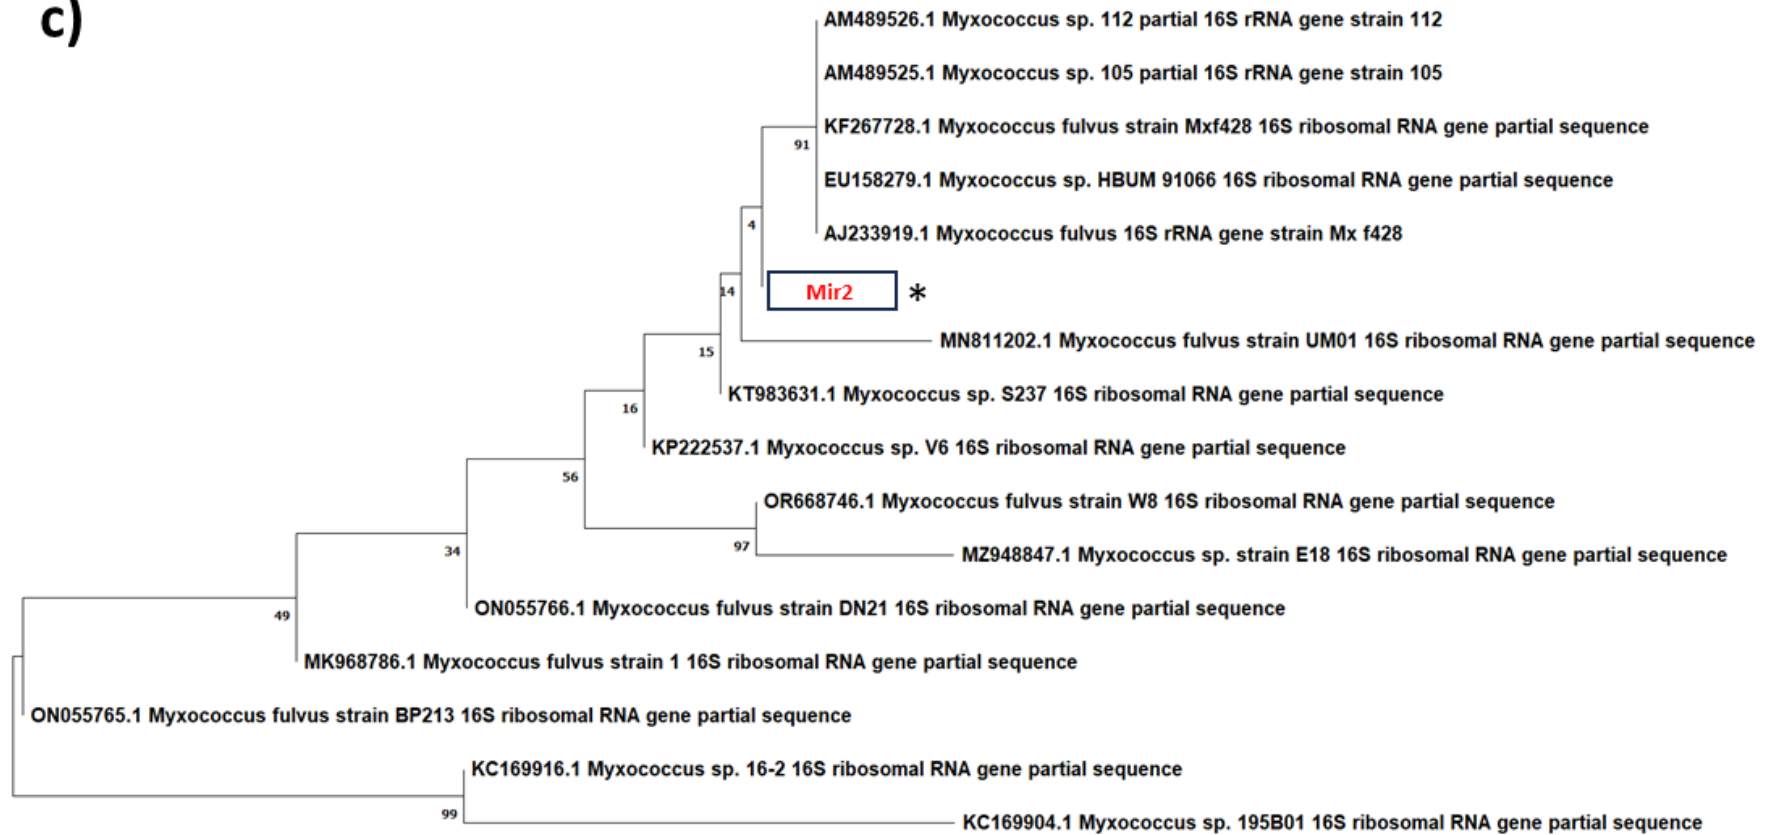 c)
AM489526.1 Myxococcus sp. 112 partial 16S rRNA gene strain 112
AM489525.1 Myxococcus sp. 105 partial 16S rRNA gene strain 105
KF267728.1 Myxococcus fulvus strain Mxf428 16S ribosomal RNA gene partial sequence
91
EU158279.1 Myxococcus sp. HBUM 91066 16S ribosomal RNA gene partial sequence
4
AJ233919.1 Myxococcus fulvus 16S rRNA gene strain Mx f428
14
Mir2 *
MN811202.1 Myxococcus fulvus strain UM01 16S ribosomal RNA gene partial sequence
15
KT983631.1 Myxococcus sp. S237 16S ribosomal RNA gene partial sequence
16
KP222537.1 Myxococcus sp. V6 16S ribosomal RNA gene partial sequence
56
OR668746.1 Myxococcus fulvus strain W8 16S ribosomal RNA gene partial sequence
97
MZ948847.1 Myxococcus sp. strain E18 16S ribosomal RNA gene partial sequence
34
ON055766.1 Myxococcus fulvus strain DN21 16S ribosomal RNA gene partial sequence
49
MK968786.1 Myxococcus fulvus strain 1 16S ribosomal RNA gene partial sequence
ON055765.1 Myxococcus fulvus strain BP213 16S ribosomal RNA gene partial sequence
KC169916.1 Myxococcus sp. 16-2 16S ribosomal RNA gene partial sequence
99
KC169904.1 Myxococcus sp. 195B01 16S ribosomal RNA gene partial sequence